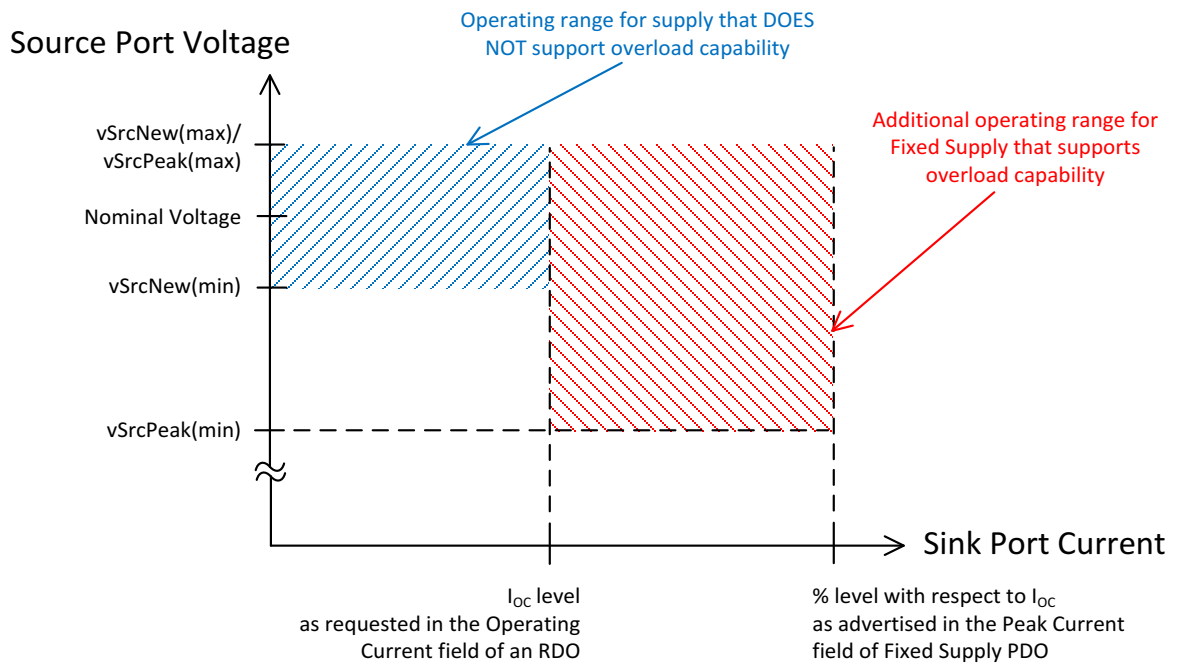 Operating range for supply that DOES
NOT support overload capability
Source Port Voltage
vSrcNew(max)/
vSrcPeak(max)
Additional operating range for
Fixed Supply that supports
overload capability
Nominal Voltage
vSrcNew(min)
vSrcPeak(min)
Sink Port Current
IOC level
as requested in the Operating
Current field of an RDO
% level with respect to IOC
as advertised in the Peak Current
field of Fixed Supply PDO